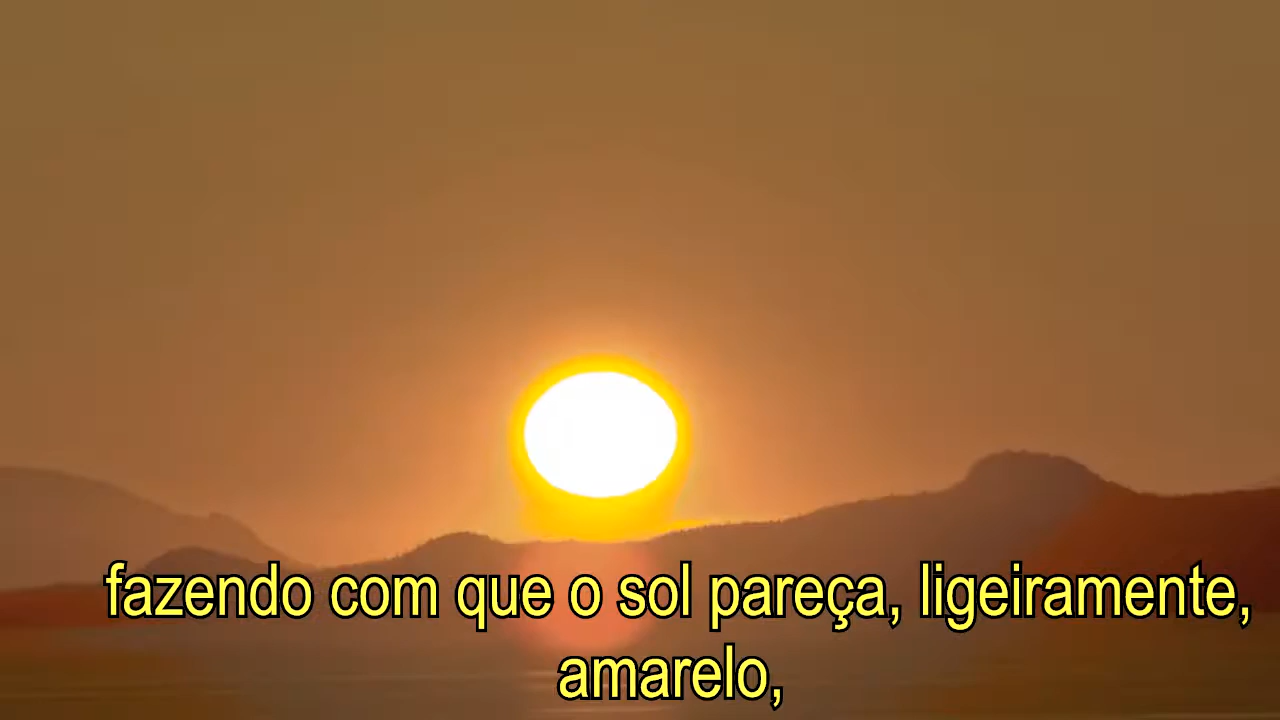 fazendo com que o sol pareça, ligeiramente,
amarelo,